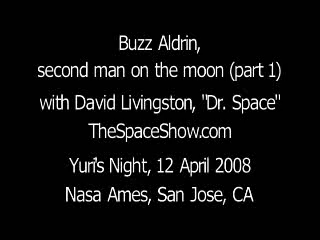 Buzz Aldrin,
second man on the moon (part 1)
with David Livingston, "Dr. Space"
TheSpaceShow.com
Yuri's Night, 12 April 2008
Nasa Ames, San Jose, CA